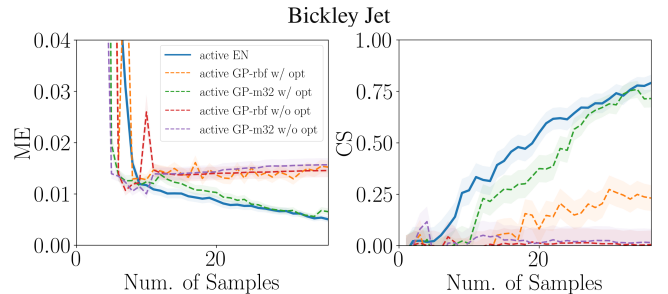 Bickley Jet
ME
0.04
0.03
0.02
0.01
0.00
active EN
active GP-rbf w/ opt
active GP-m32 w/ opt
active GP-rbf w/o opt
active GP-m32 w/o opt
20
Num. of Samples
CS
1.00
0.75
0.50
0.25
0.00
20
Num. of Samples